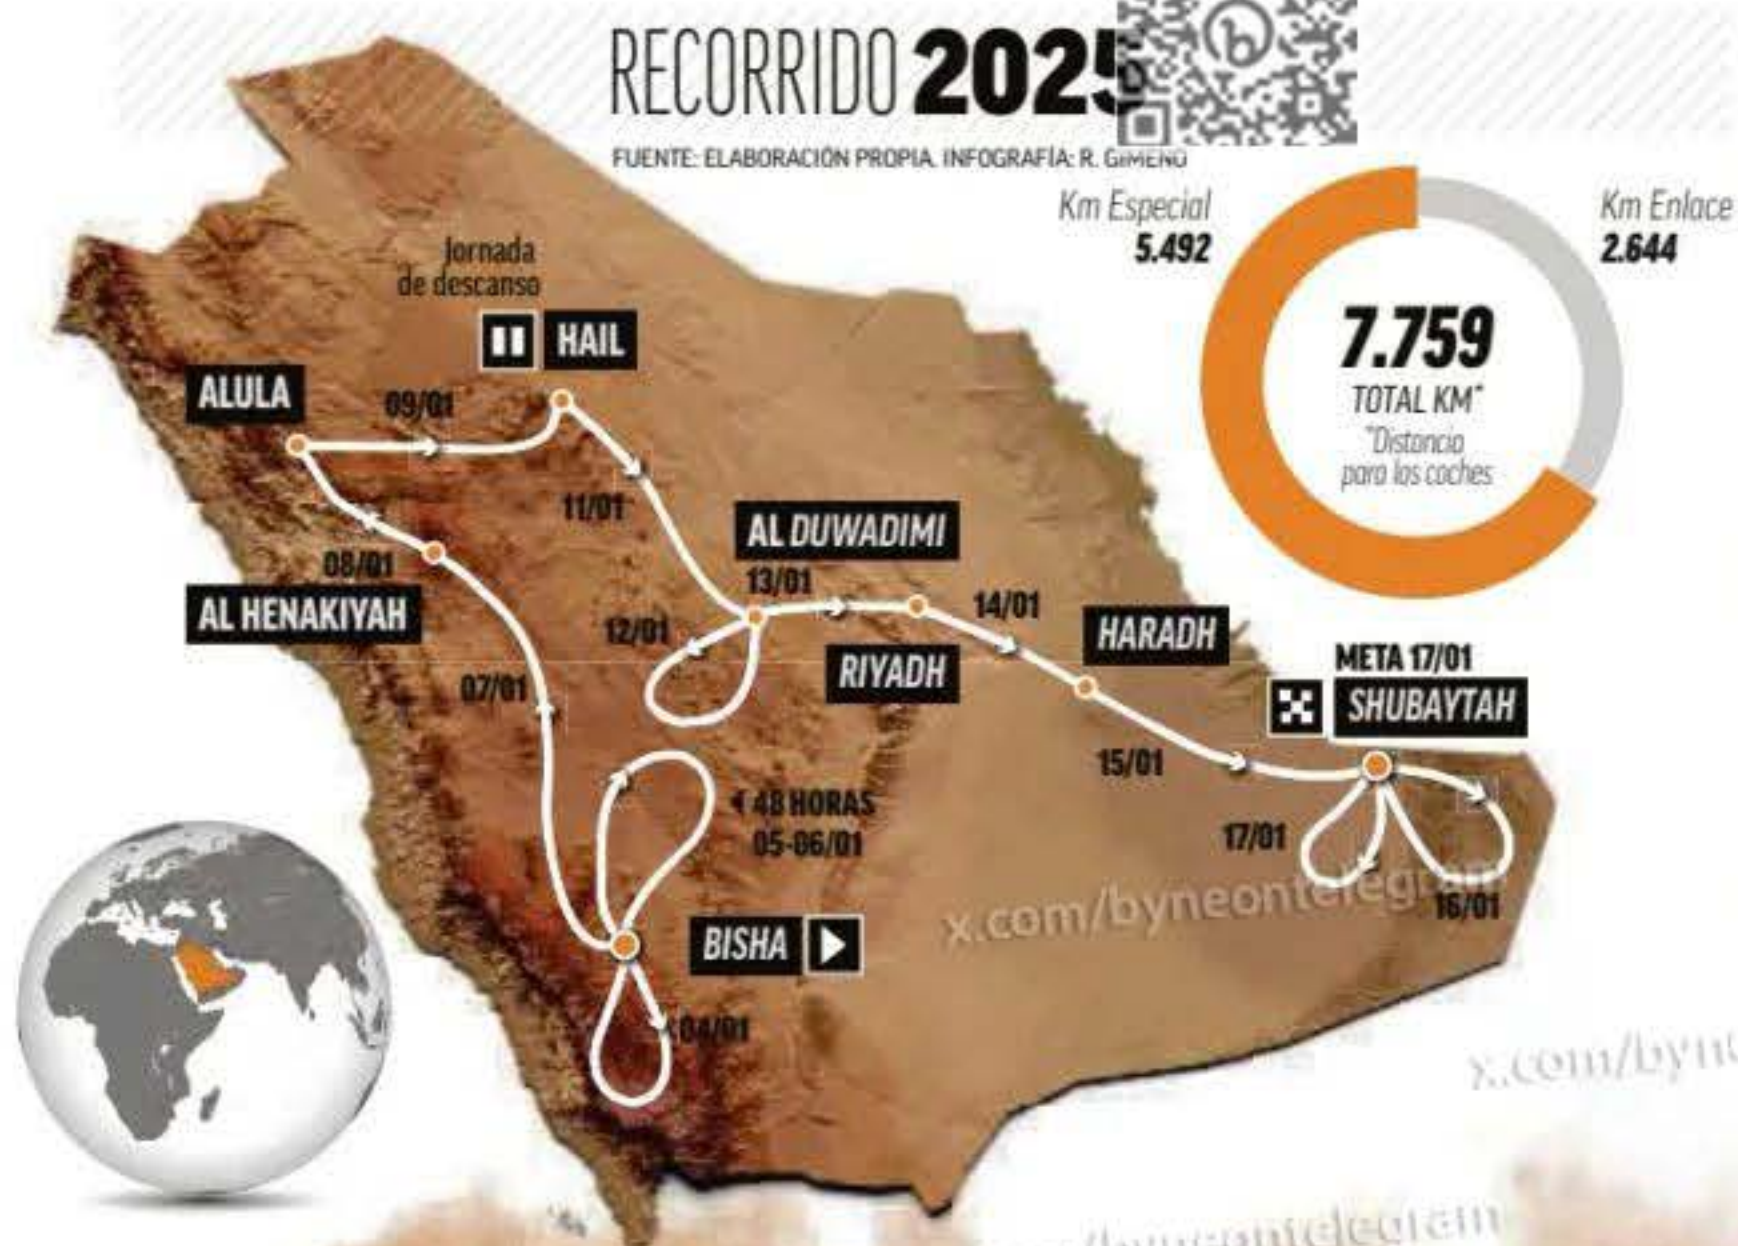 RECORRIDO 2025
FUENTE: ELABORACIÓN PROPIA. INFOGRAFÍA: R. GIMENO
Km Especial
5.492
Km Enlace
2.644
7.759
TOTAL KM*
*Distancia
para los coches
Jornada
de descanso
HAIL
ALULA
09/01
11/01
AL DUWADIMI
13/01
08/01
AL HENAKIYAH
12/01
14/01
HARADH
RIYADH
META 17/01
SHUBAYTAH
07/01
15/01
48 HORAS
05-06/01
17/01
16/01
x.com/byneontelegram
BISHA
04/01
x.com/byne
/byneontelegram